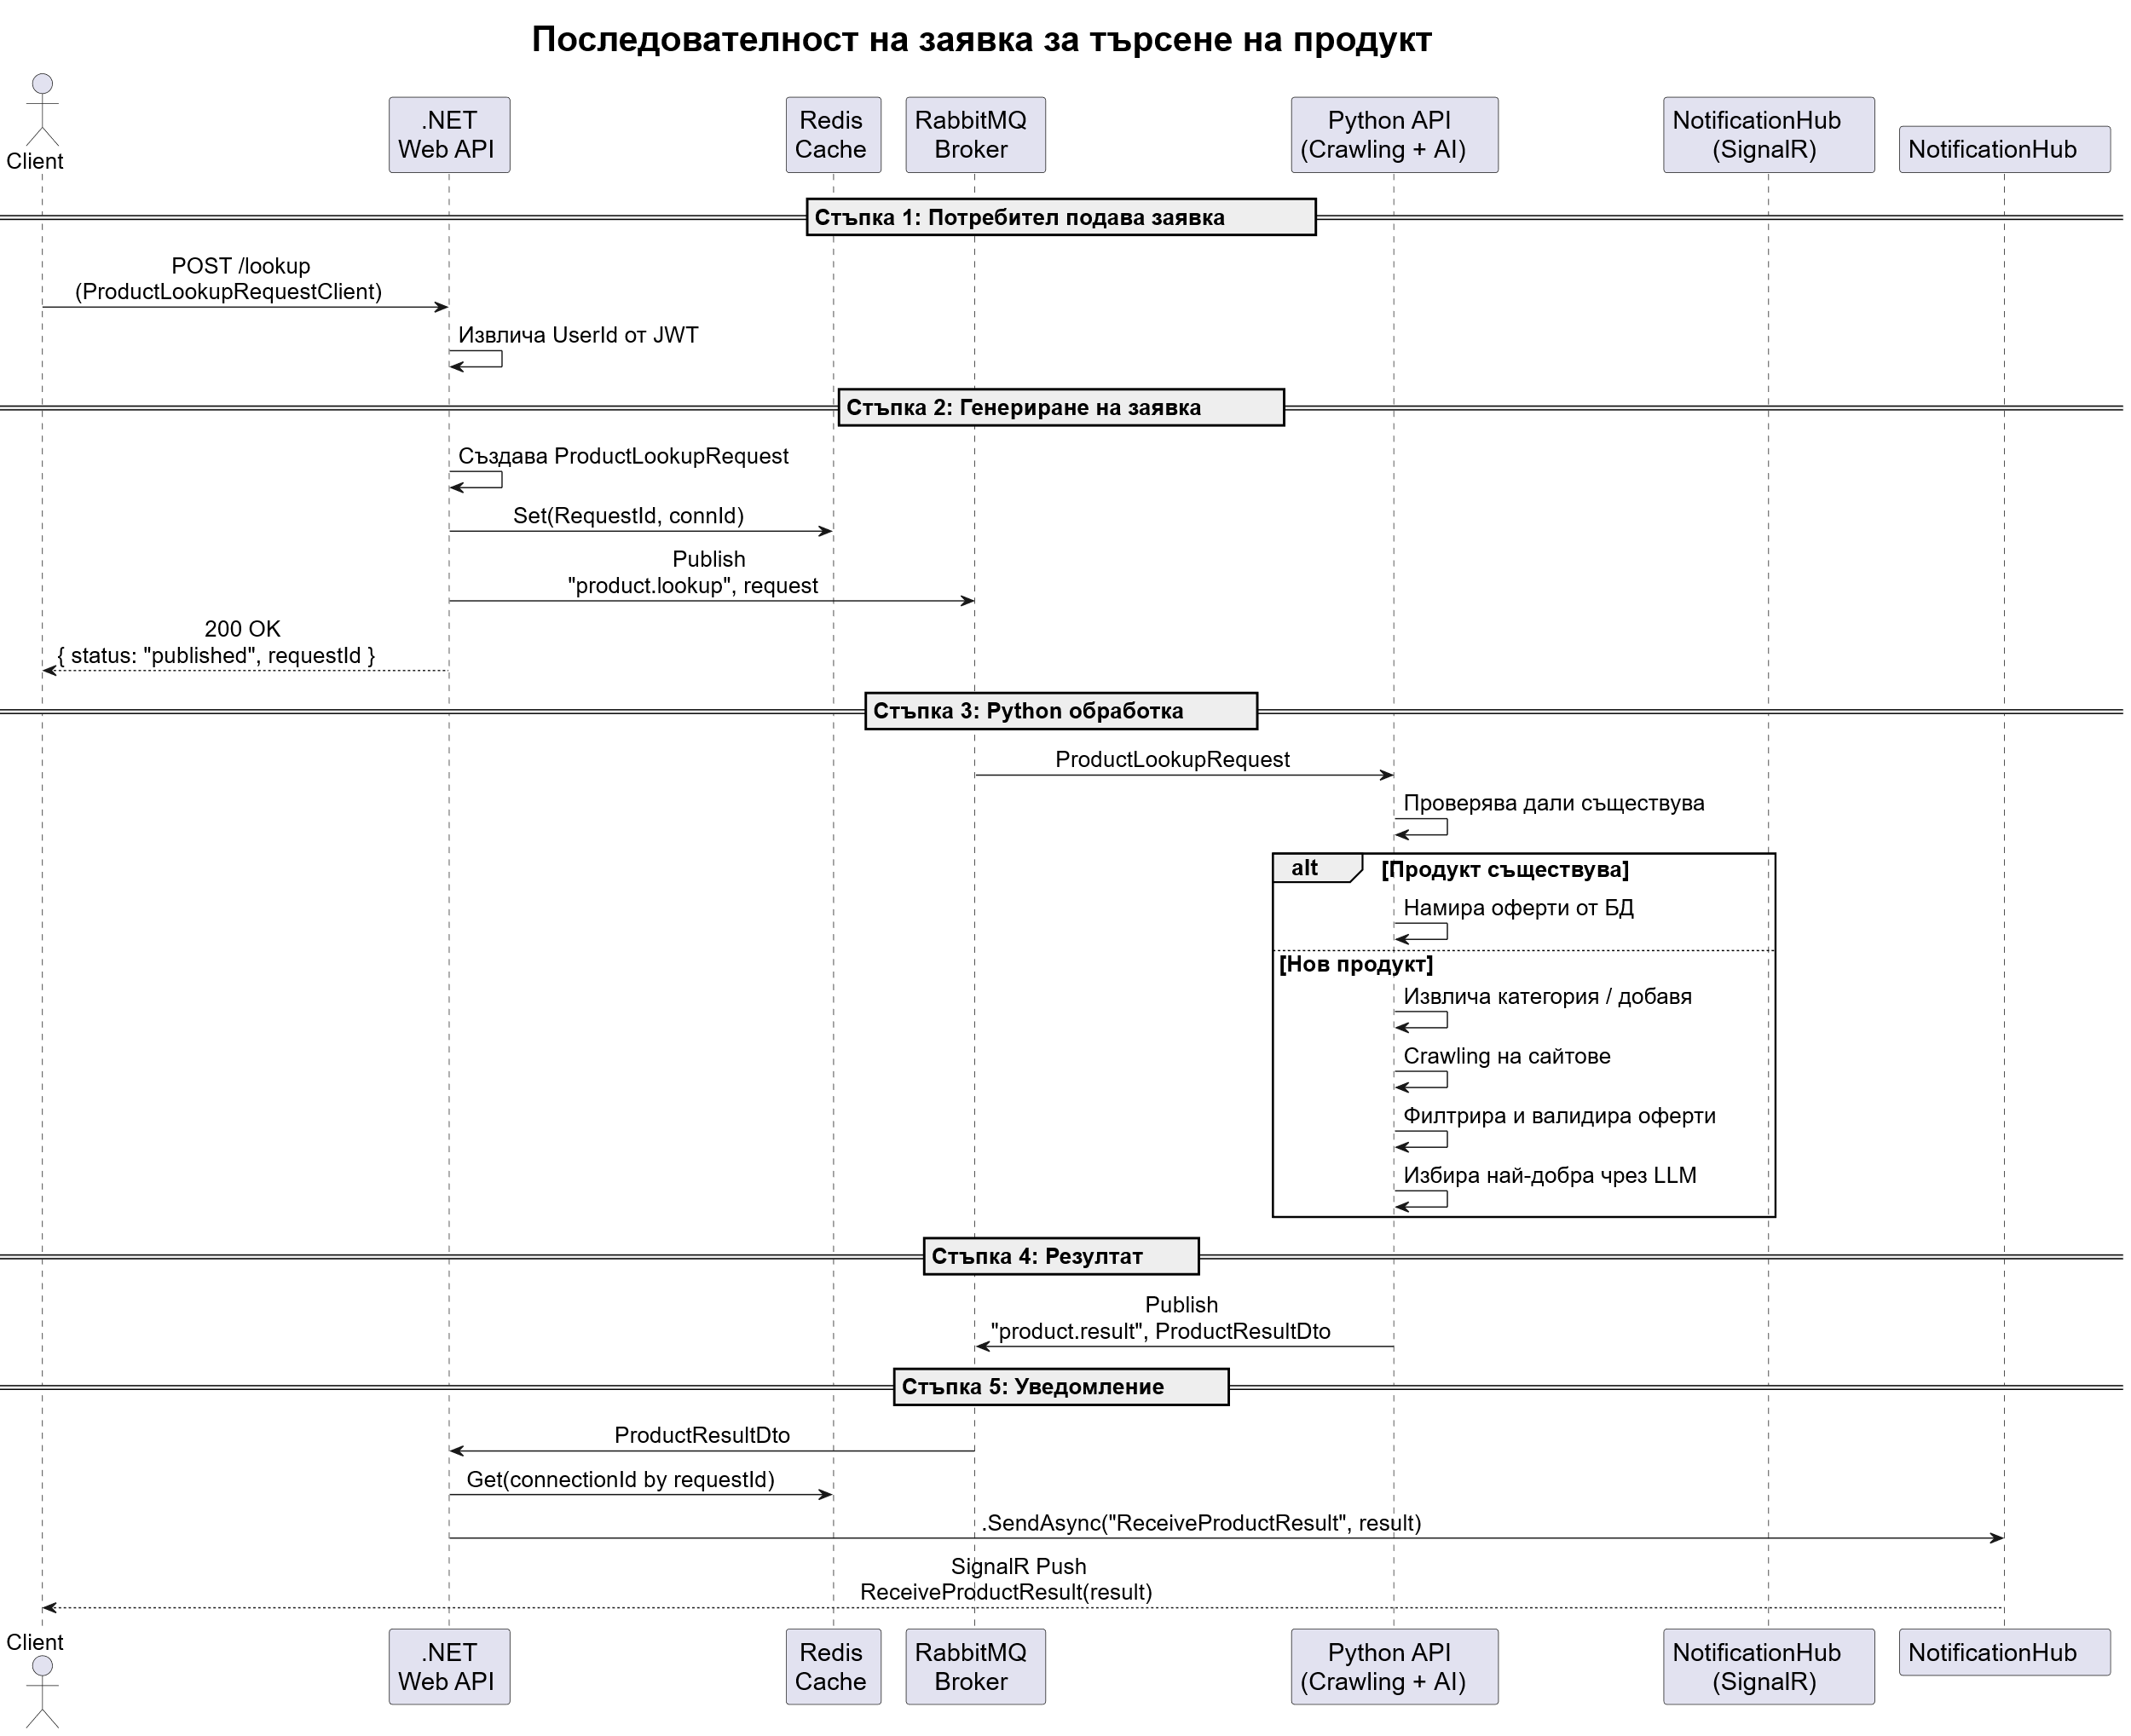 Последователност на заявка за търсене на продукт
Client
.NET
Web API
Redis
Cache
RabbitMQ
Broker
Python API
(Crawling + AI)
NotificationHub
(SignalR)
NotificationHub
Стъпка 1: Потребител подава заявка
POST /lookup
(ProductLookupRequestClient)
Извлича UserId от JWT
Стъпка 2: Генериране на заявка
Създава ProductLookupRequest
Set(RequestId, connId)
Publish
"product.lookup", request
200 OK
{ status: "published", requestId }
Стъпка 3: Python обработка
ProductLookupRequest
Проверява дали съществува
alt [Продукт съществува]
Намира оферти от БД
[Нов продукт]
Извлича категория / добавя
Crawling на сайтове
Филтрира и валидира оферти
Избира най-добра чрез LLM
Стъпка 4: Резултат
Publish
"product.result", ProductResultDto
Стъпка 5: Уведомление
ProductResultDto
Get(connectionId by requestId)
.SendAsync("ReceiveProductResult", result)
SignalR Push
ReceiveProductResult(result)
Client
.NET
Web API
Redis
Cache
RabbitMQ
Broker
Python API
(Crawling + AI)
NotificationHub
(SignalR)
NotificationHub